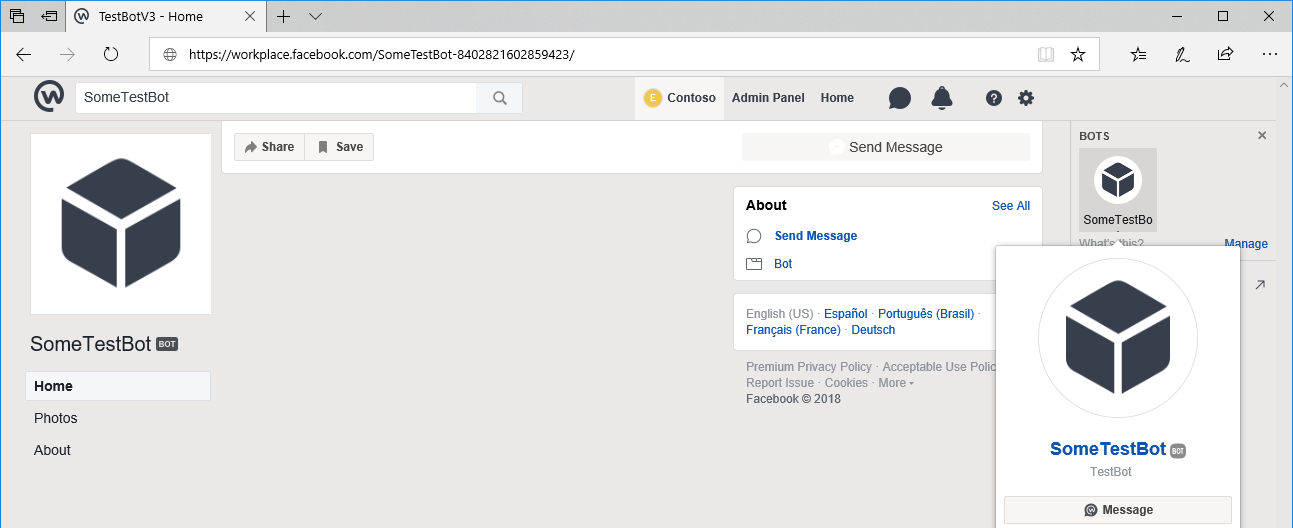 TestBotV3 - Home
https://workplace.facebook.com/SomeTestBot-8402821602859423/
SomeTestBot
E Contoso Admin Panel Home
Share Save
Send Message
SomeTestBot BOT
Home
Photos
About
About See All
Send Message
Bot
English (US) · Español · Português (Brasil) ·
Français (France) · Deutsch
Premium Privacy Policy · Acceptable Use Polic
Report Issue · Cookies · More
Facebook © 2018
BOTS
SomeTestBo
What's this? Manage
SomeTestBot BOT
TestBot
Message